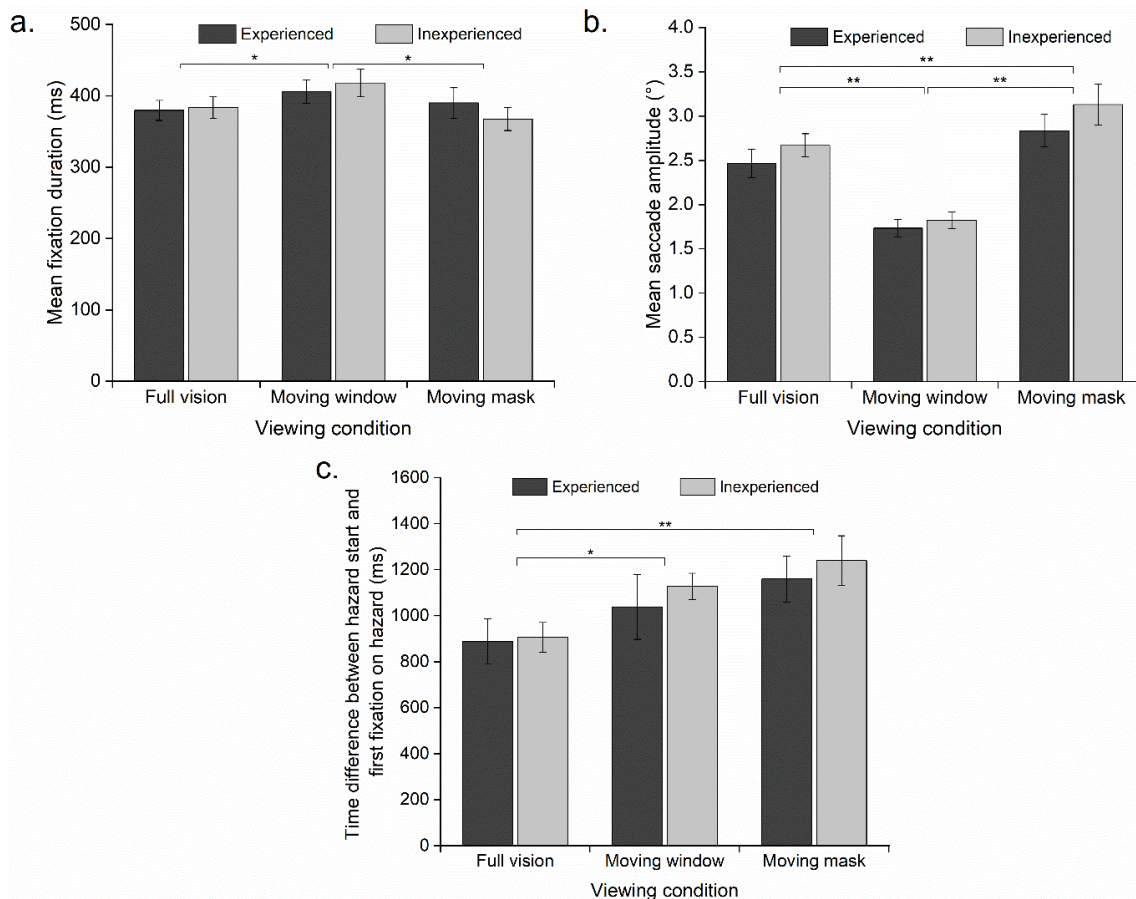 a.
Experienced Inexperienced
* *
Mean fixation duration (ms)
500
400
300
200
100
0
Full vision Moving window Moving mask
Viewing condition
b.
Experienced Inexperienced
**
** **
Mean saccade amplitude (°)
4.0
3.5
3.0
2.5
2.0
1.5
1.0
0.5
0.0
Full vision Moving window Moving mask
Viewing condition
c.
Experienced Inexperienced
**
*
Time difference between hazard start and
first fixation on hazard (ms)
1600
1400
1200
1000
800
600
400
200
0
Full vision Moving window Moving mask
Viewing condition